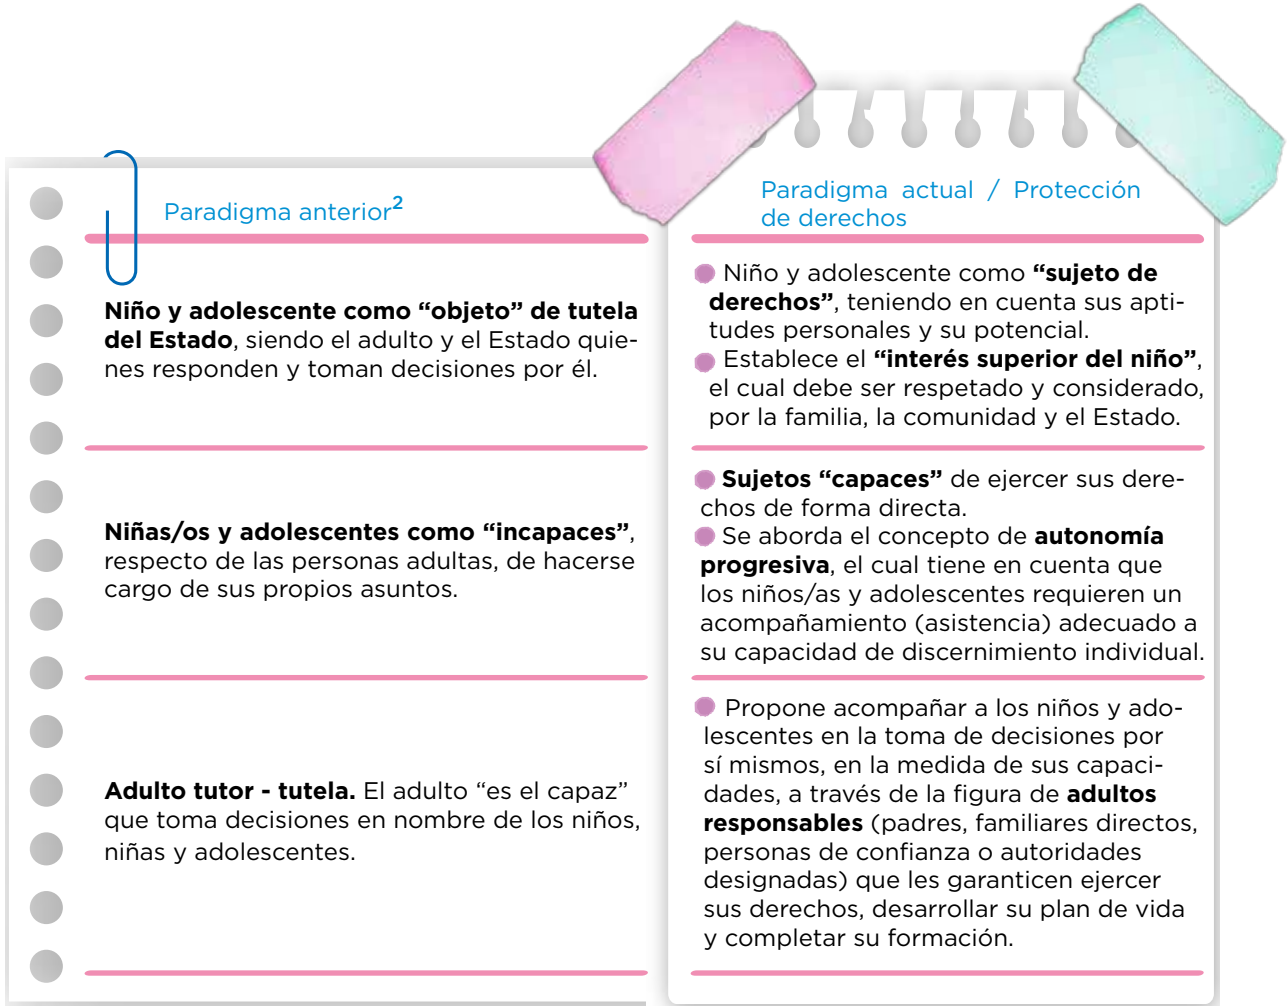 Paradigma anterior2
Niño y adolescente como “objeto” de tutela
del Estado, siendo el adulto y el Estado quie-
nes responden y toman decisiones por él.
Niñas/os y adolescentes como “incapaces”,
respecto de las personas adultas, de hacerse
cargo de sus propios asuntos.
Adulto tutor - tutela. El adulto “es el capaz”
que toma decisiones en nombre de los niños,
niñas y adolescentes.
Paradigma actual / Protección
de derechos
Niño y adolescente como “sujeto de
derechos”, teniendo en cuenta sus apti-
tudes personales y su potencial.
Establece el “interés superior del niño”,
el cual debe ser respetado y considerado,
por la familia, la comunidad y el Estado.
Sujetos “capaces” de ejercer sus dere-
chos de forma directa.
Se aborda el concepto de autonomía
progresiva, el cual tiene en cuenta que
los niños/as y adolescentes requieren un
acompañamiento (asistencia) adecuado a
su capacidad de discernimiento individual.
Propone acompañar a los niños y ado-
lescentes en la toma de decisiones por
sí mismos, en la medida de sus capaci-
dades, a través de la figura de adultos
responsables (padres, familiares directos,
personas de confianza o autoridades
designadas) que les garanticen ejercer
sus derechos, desarrollar su plan de vida
y completar su formación.